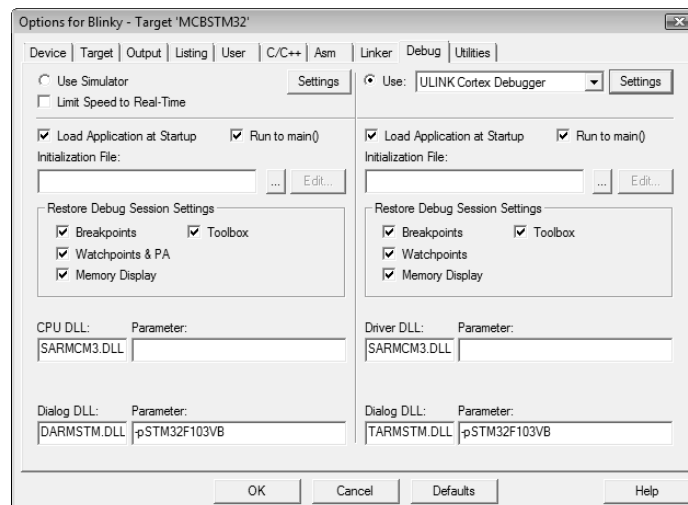 Options for Blinky - Target 'MCBSTM32'
Device Target Output Listing User C/C++ Asm Linker Debug Utilities
Use Simulator Settings
Limit Speed to Real-Time
Use: ULINK Cortex Debugger Settings
Load Application at Startup Run to main()
Initialization File:
... Edit...
Restore Debug Session Settings
Breakpoints Toolbox
Watchpoints & PA
Memory Display
CPU DLL: Parameter:
SARMCM3.DLL
Dialog DLL: Parameter:
DARMSTM.DLL -pSTM32F103VB
Load Application at Startup Run to main()
Initialization File:
... Edit...
Restore Debug Session Settings
Breakpoints Toolbox
Watchpoints
Memory Display
Driver DLL: Parameter:
SARMCM3.DLL
Dialog DLL: Parameter:
TARMSTM.DLL -pSTM32F103VB
OK Cancel Defaults Help